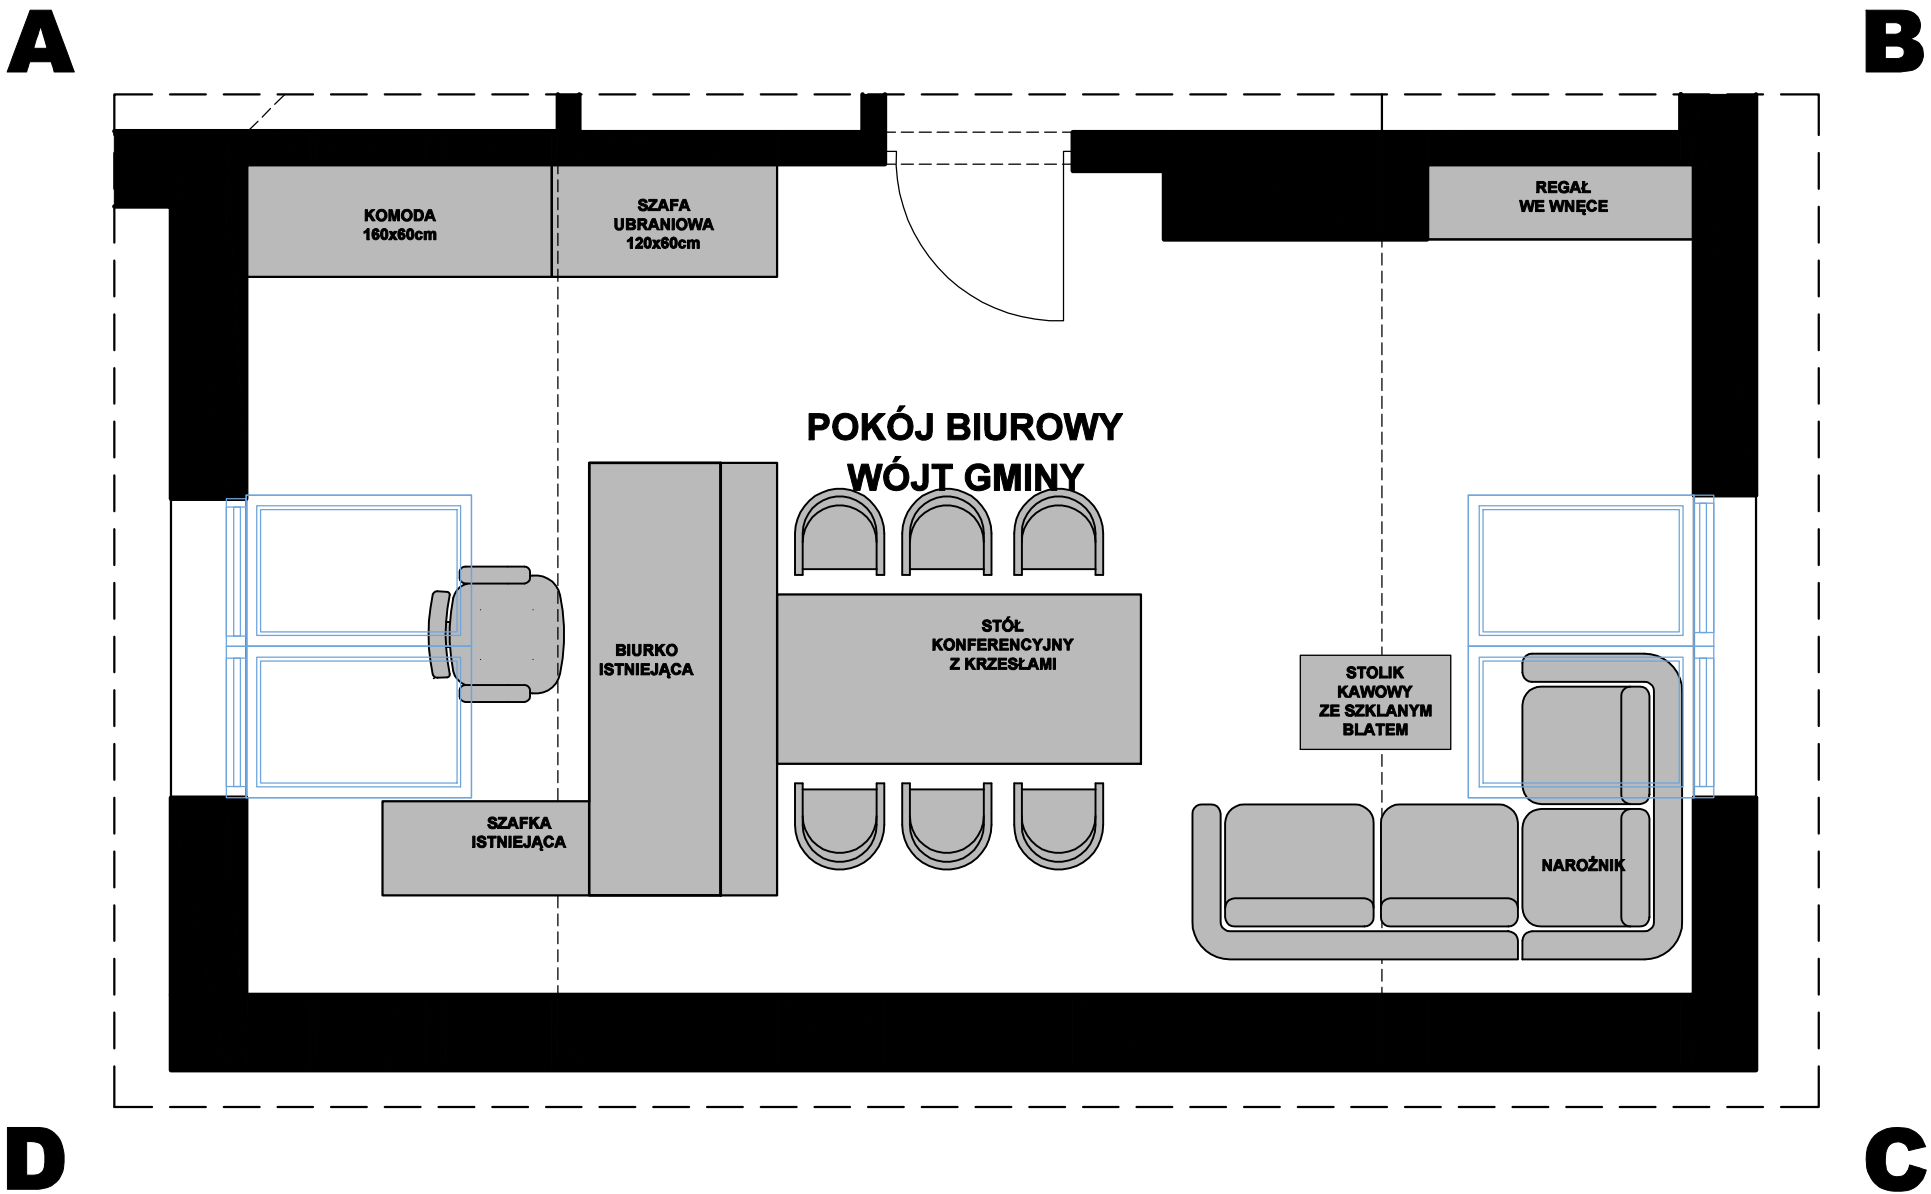 A
B
KOMODA
160x60cm
SZAFA
UBRANIOWA
120x60cm
REGAŁ
WE WNĘCE
POKÓJ BIUROWY
WÓJT GMINY
BIURKO
ISTNIEJĄCA
STÓŁ
KONFERENCYJNY
Z KRZESŁAMI
STOLIK
KAWOWY
ZE SZKLANYM
BLATEM
SZAFKA
ISTNIEJĄCA
NAROŻNIK
D
C